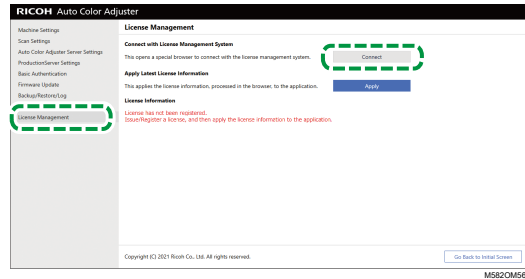 RICOH Auto Color Adjuster
Machine Settings
Scan Settings
Auto Color Adjuster Server Settings
ProductionServer Settings
Basic Authentication
Firmware Update
Backup/Restore/Log
License Management
License Management
Connect with License Management System
This opens a special browser to connect with the license management system.
Connect
Apply Latest License Information
This applies the license information, processed in the browser, to the application.
Apply
License Information
License has not been registered.
Issue/Register a license, and then apply the license information to the application.
Copyright (C) 2021 Ricoh Co., Ltd. All rights reserved.
Go Back to Initial Screen
M582OM56